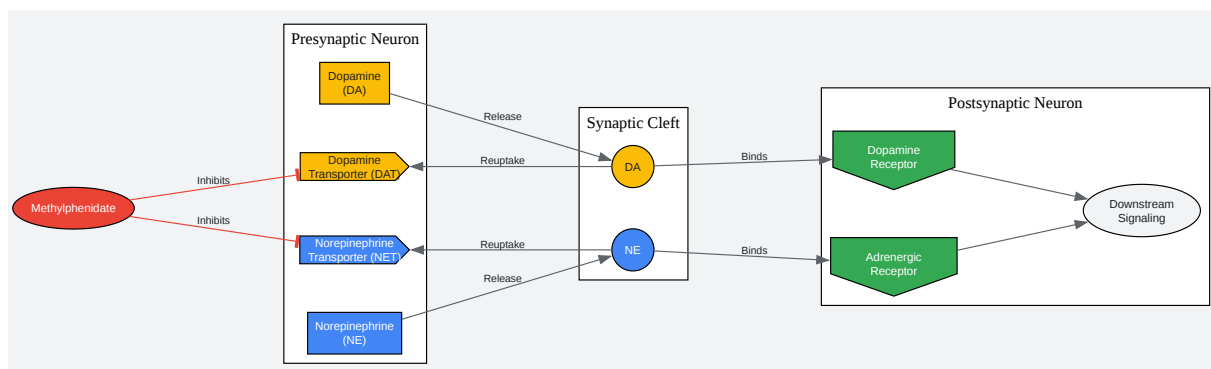 Presynaptic Neuron
Dopamine
(DA)
Release
Synaptic Cleft
Postsynaptic Neuron
Dopamine
Transporter (DAT)
Reuptake
DA
Binds
Dopamine
Receptor
Inhibits
Methylphenidate
Inhibits
Downstream
Signaling
Norepinephrine
Transporter (NET)
Reuptake
NE
Binds
Adrenergic
Receptor
Release
Norepinephrine
(NE)